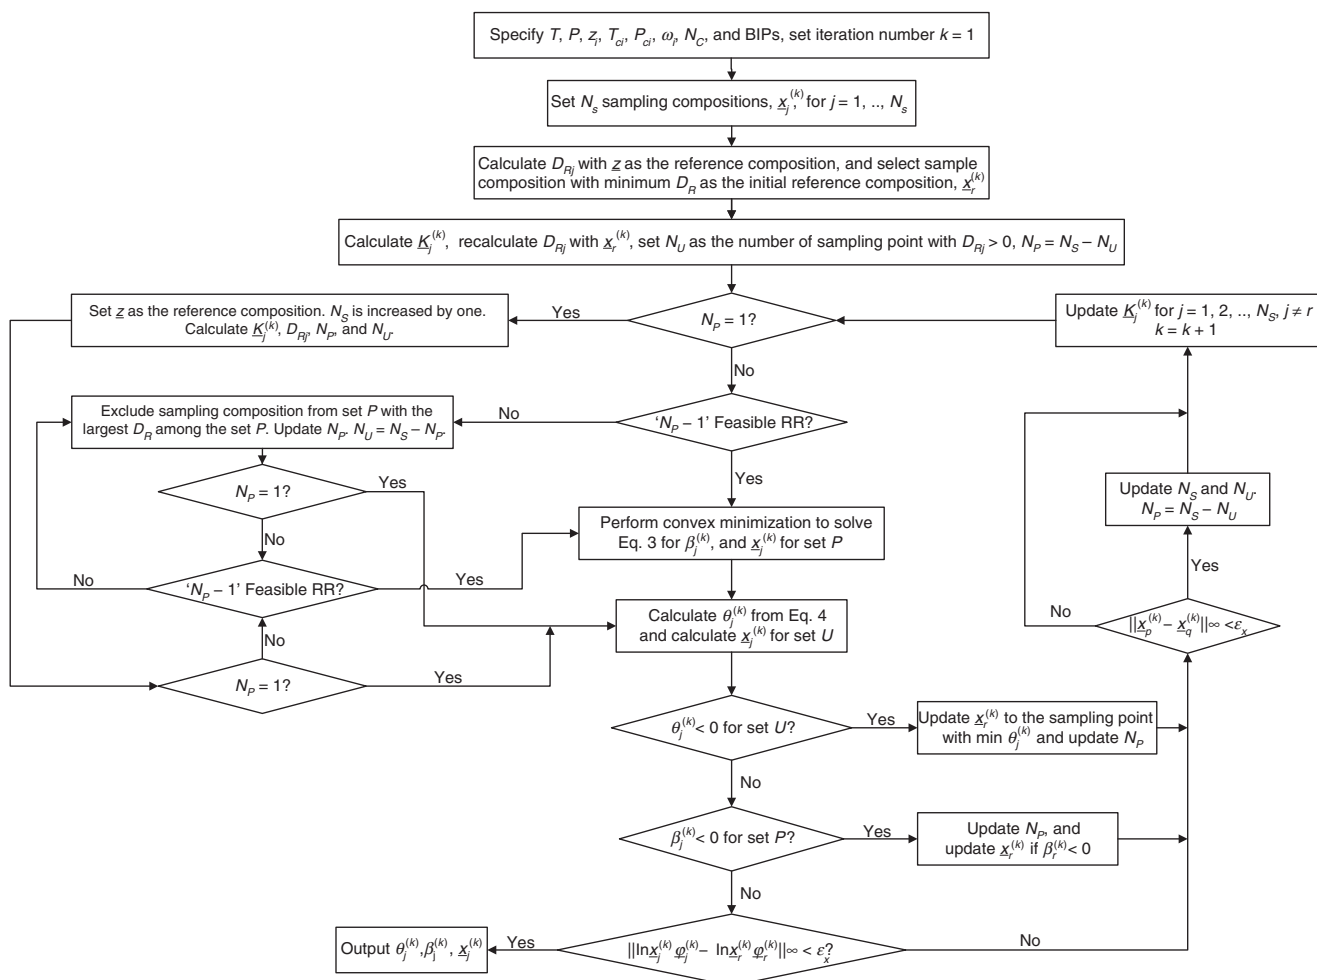 Specify T, P, z_i, T_ci, P_ci, ω_i, N_C, and BIPs, set iteration number k = 1
Set N_s sampling compositions, x_j^(k), for j = 1, .., N_s
Calculate D_Rj with z as the reference composition, and select sample
composition with minimum D_R as the initial reference composition, x_r^(k)
Calculate K_j^(k), recalculate D_Rj with x_r^(k), set N_U as the number of sampling point with D_Rj > 0, N_P = N_S – N_U
Set z as the reference composition. N_S is increased by one.
Calculate K_j^(k), D_Rj, N_P, and N_U.
Yes
N_P = 1?
Update K_j^(k) for j = 1, 2, .., N_S, j ≠ r
k = k + 1
No
Exclude sampling composition from set P with the
largest D_R among the set P. Update N_P. N_U = N_S – N_P.
No
'N_P – 1' Feasible RR?
Yes
N_P = 1?
Yes
Update N_S and N_U.
N_P = N_S – N_U
Perform convex minimization to solve
Eq. 3 for β_j^(k), and x_j^(k) for set P
No
No
'N_P – 1' Feasible RR?
Yes
Yes
No
||x_p^(k) – x_q^(k)||∞ < ε_x
Calculate θ_j^(k) from Eq. 4
and calculate x_j^(k) for set U
No
N_P = 1?
Yes
θ_j^(k) < 0 for set U?
Yes
Update x_r^(k) to the sampling point
with min θ_j^(k) and update N_P
No
β_j^(k) < 0 for set P?
Yes
Update N_P, and
update x_r^(k) if β_r^(k) < 0
No
Output θ_j^(k), β_j^(k), x_j^(k)
Yes
||lnx_j^(k) φ_j^(k) – lnx_r^(k) φ_r^(k)||∞ < ε_x?
No